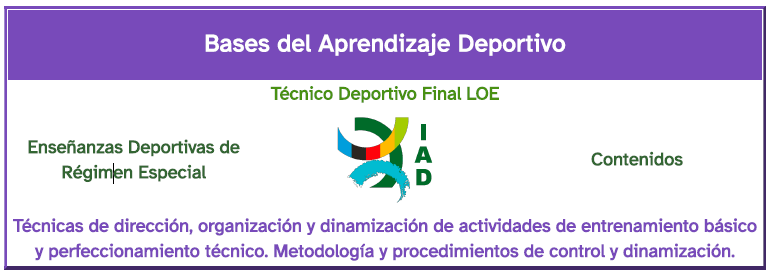 Bases del Aprendizaje Deportivo
Técnico Deportivo Final LOE
Enseñanzas Deportivas de
Régimen Especial
IAD
Contenidos
Técnicas de dirección, organización y dinamización de actividades de entrenamiento básico
y perfeccionamiento técnico. Metodología y procedimientos de control y dinamización.